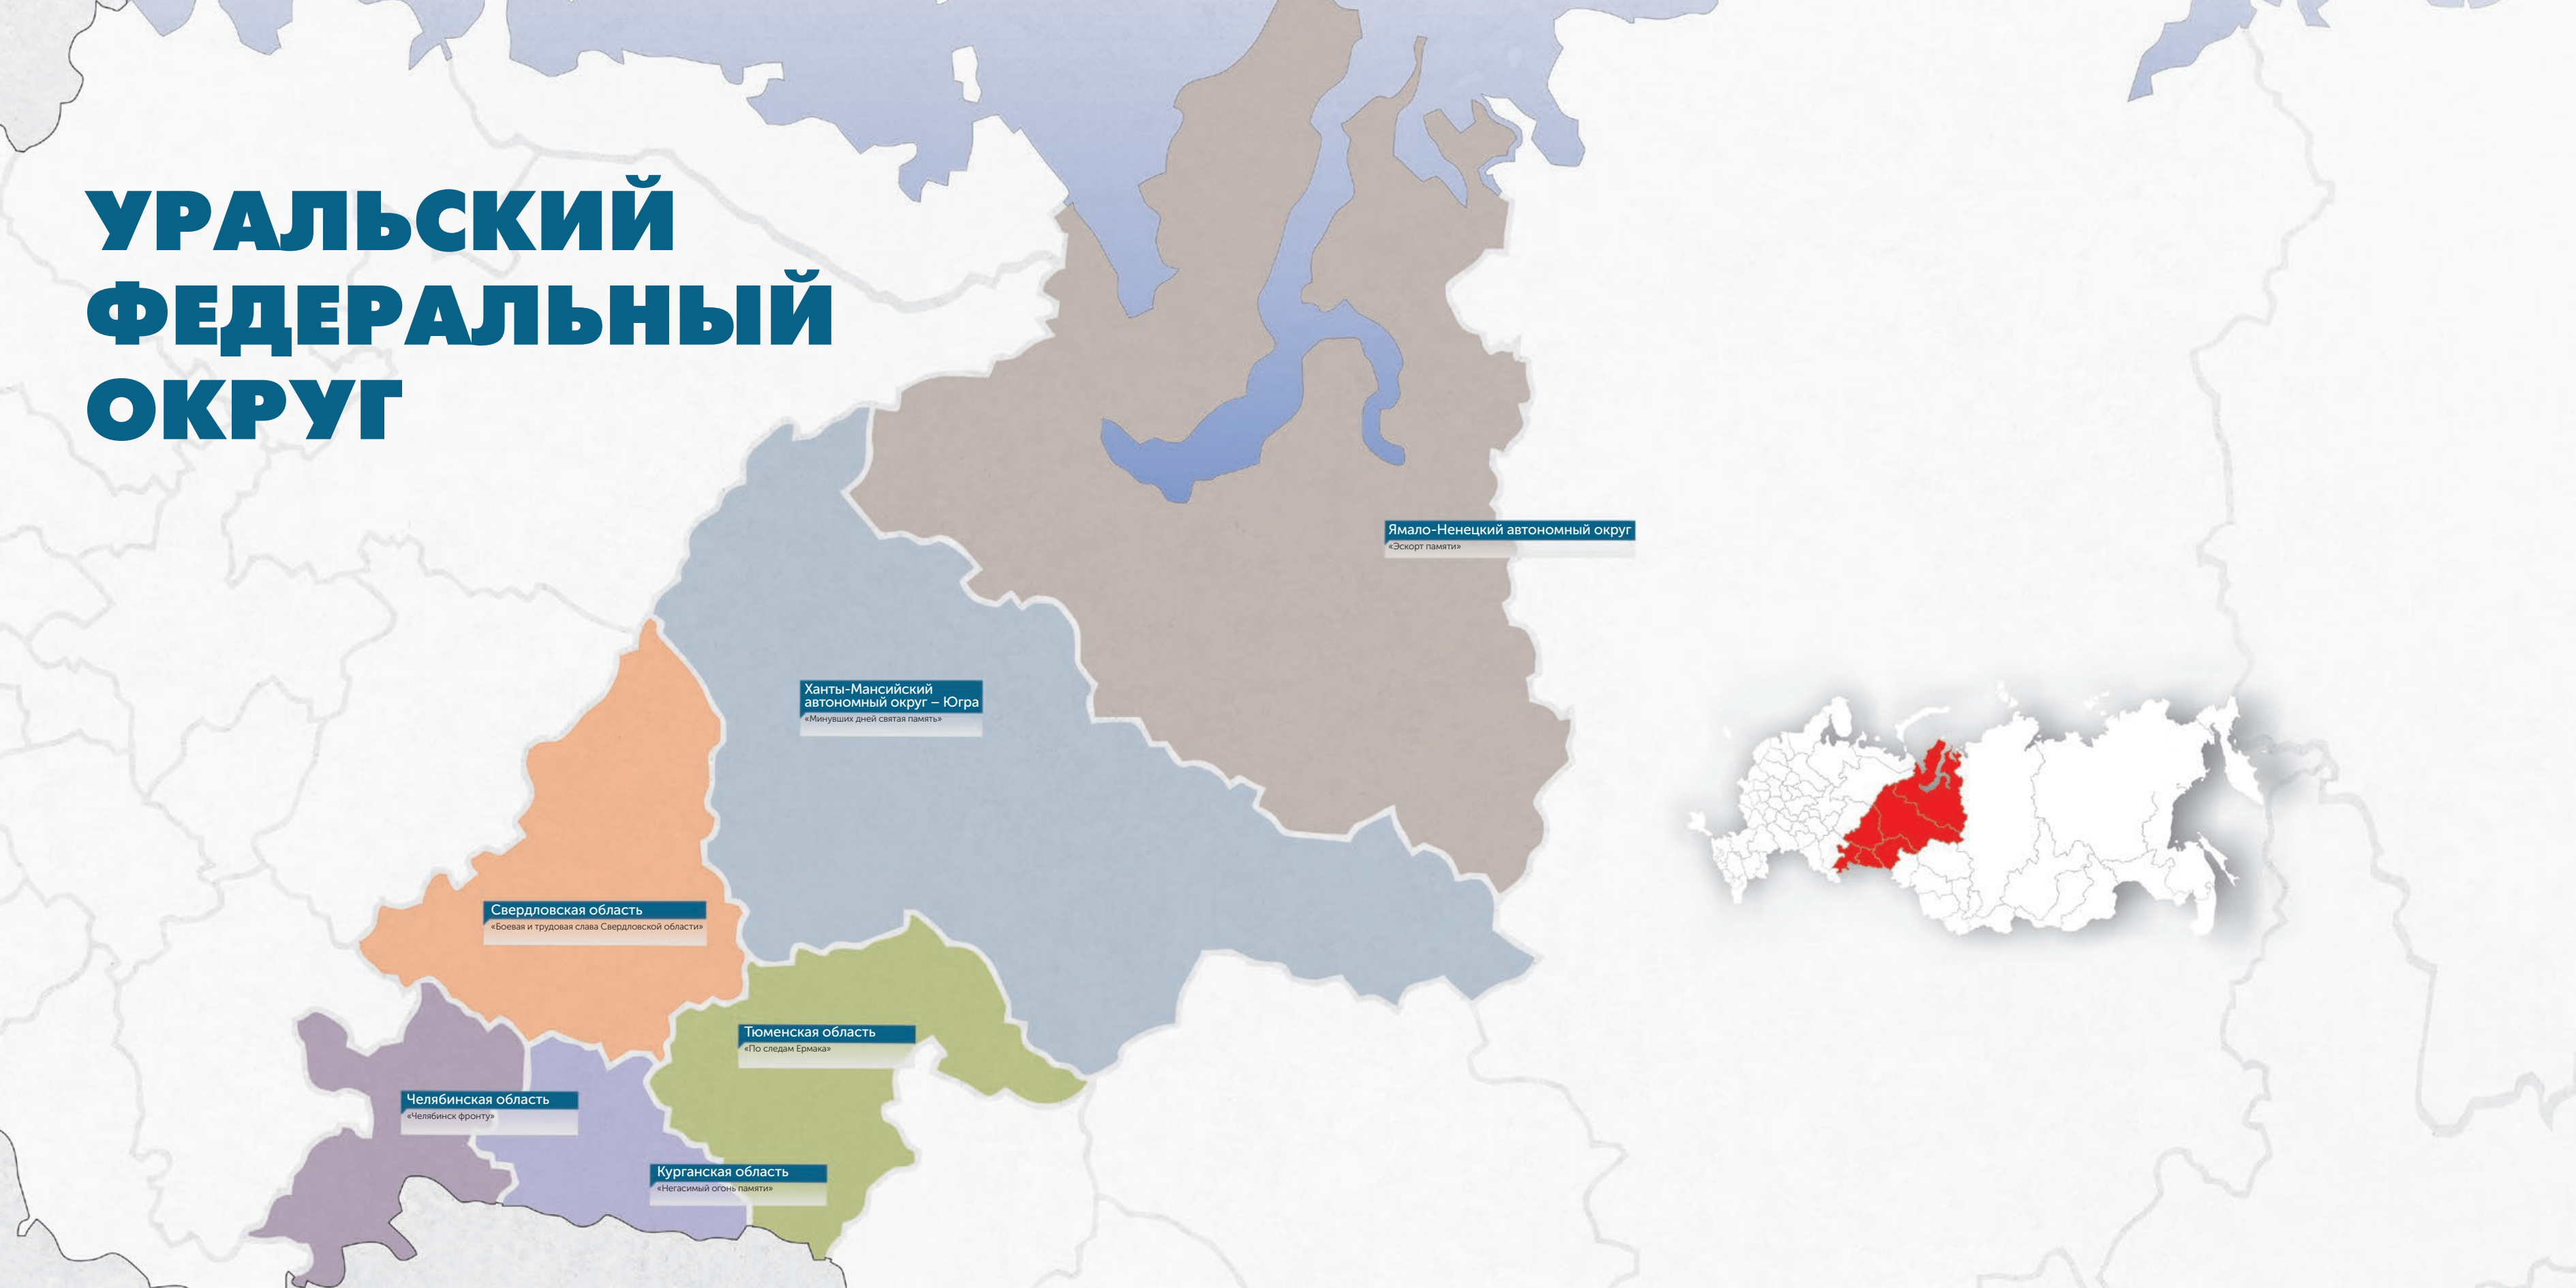 УРАЛЬСКИЙ
ФЕДЕРАЛЬНЫЙ
ОКРУГ
Ямало-Ненецкий автономный округ
«Эскорт памяти»
Ханты-Мансийский
автономный округ – Югра
«Минувших дней святая память»
Свердловская область
«Боевая и трудовая слава Свердловской области»
Тюменская область
«По следам Ермака»
Челябинская область
«Челябинск фронту»
Курганская область
«Негасимый огонь памяти»